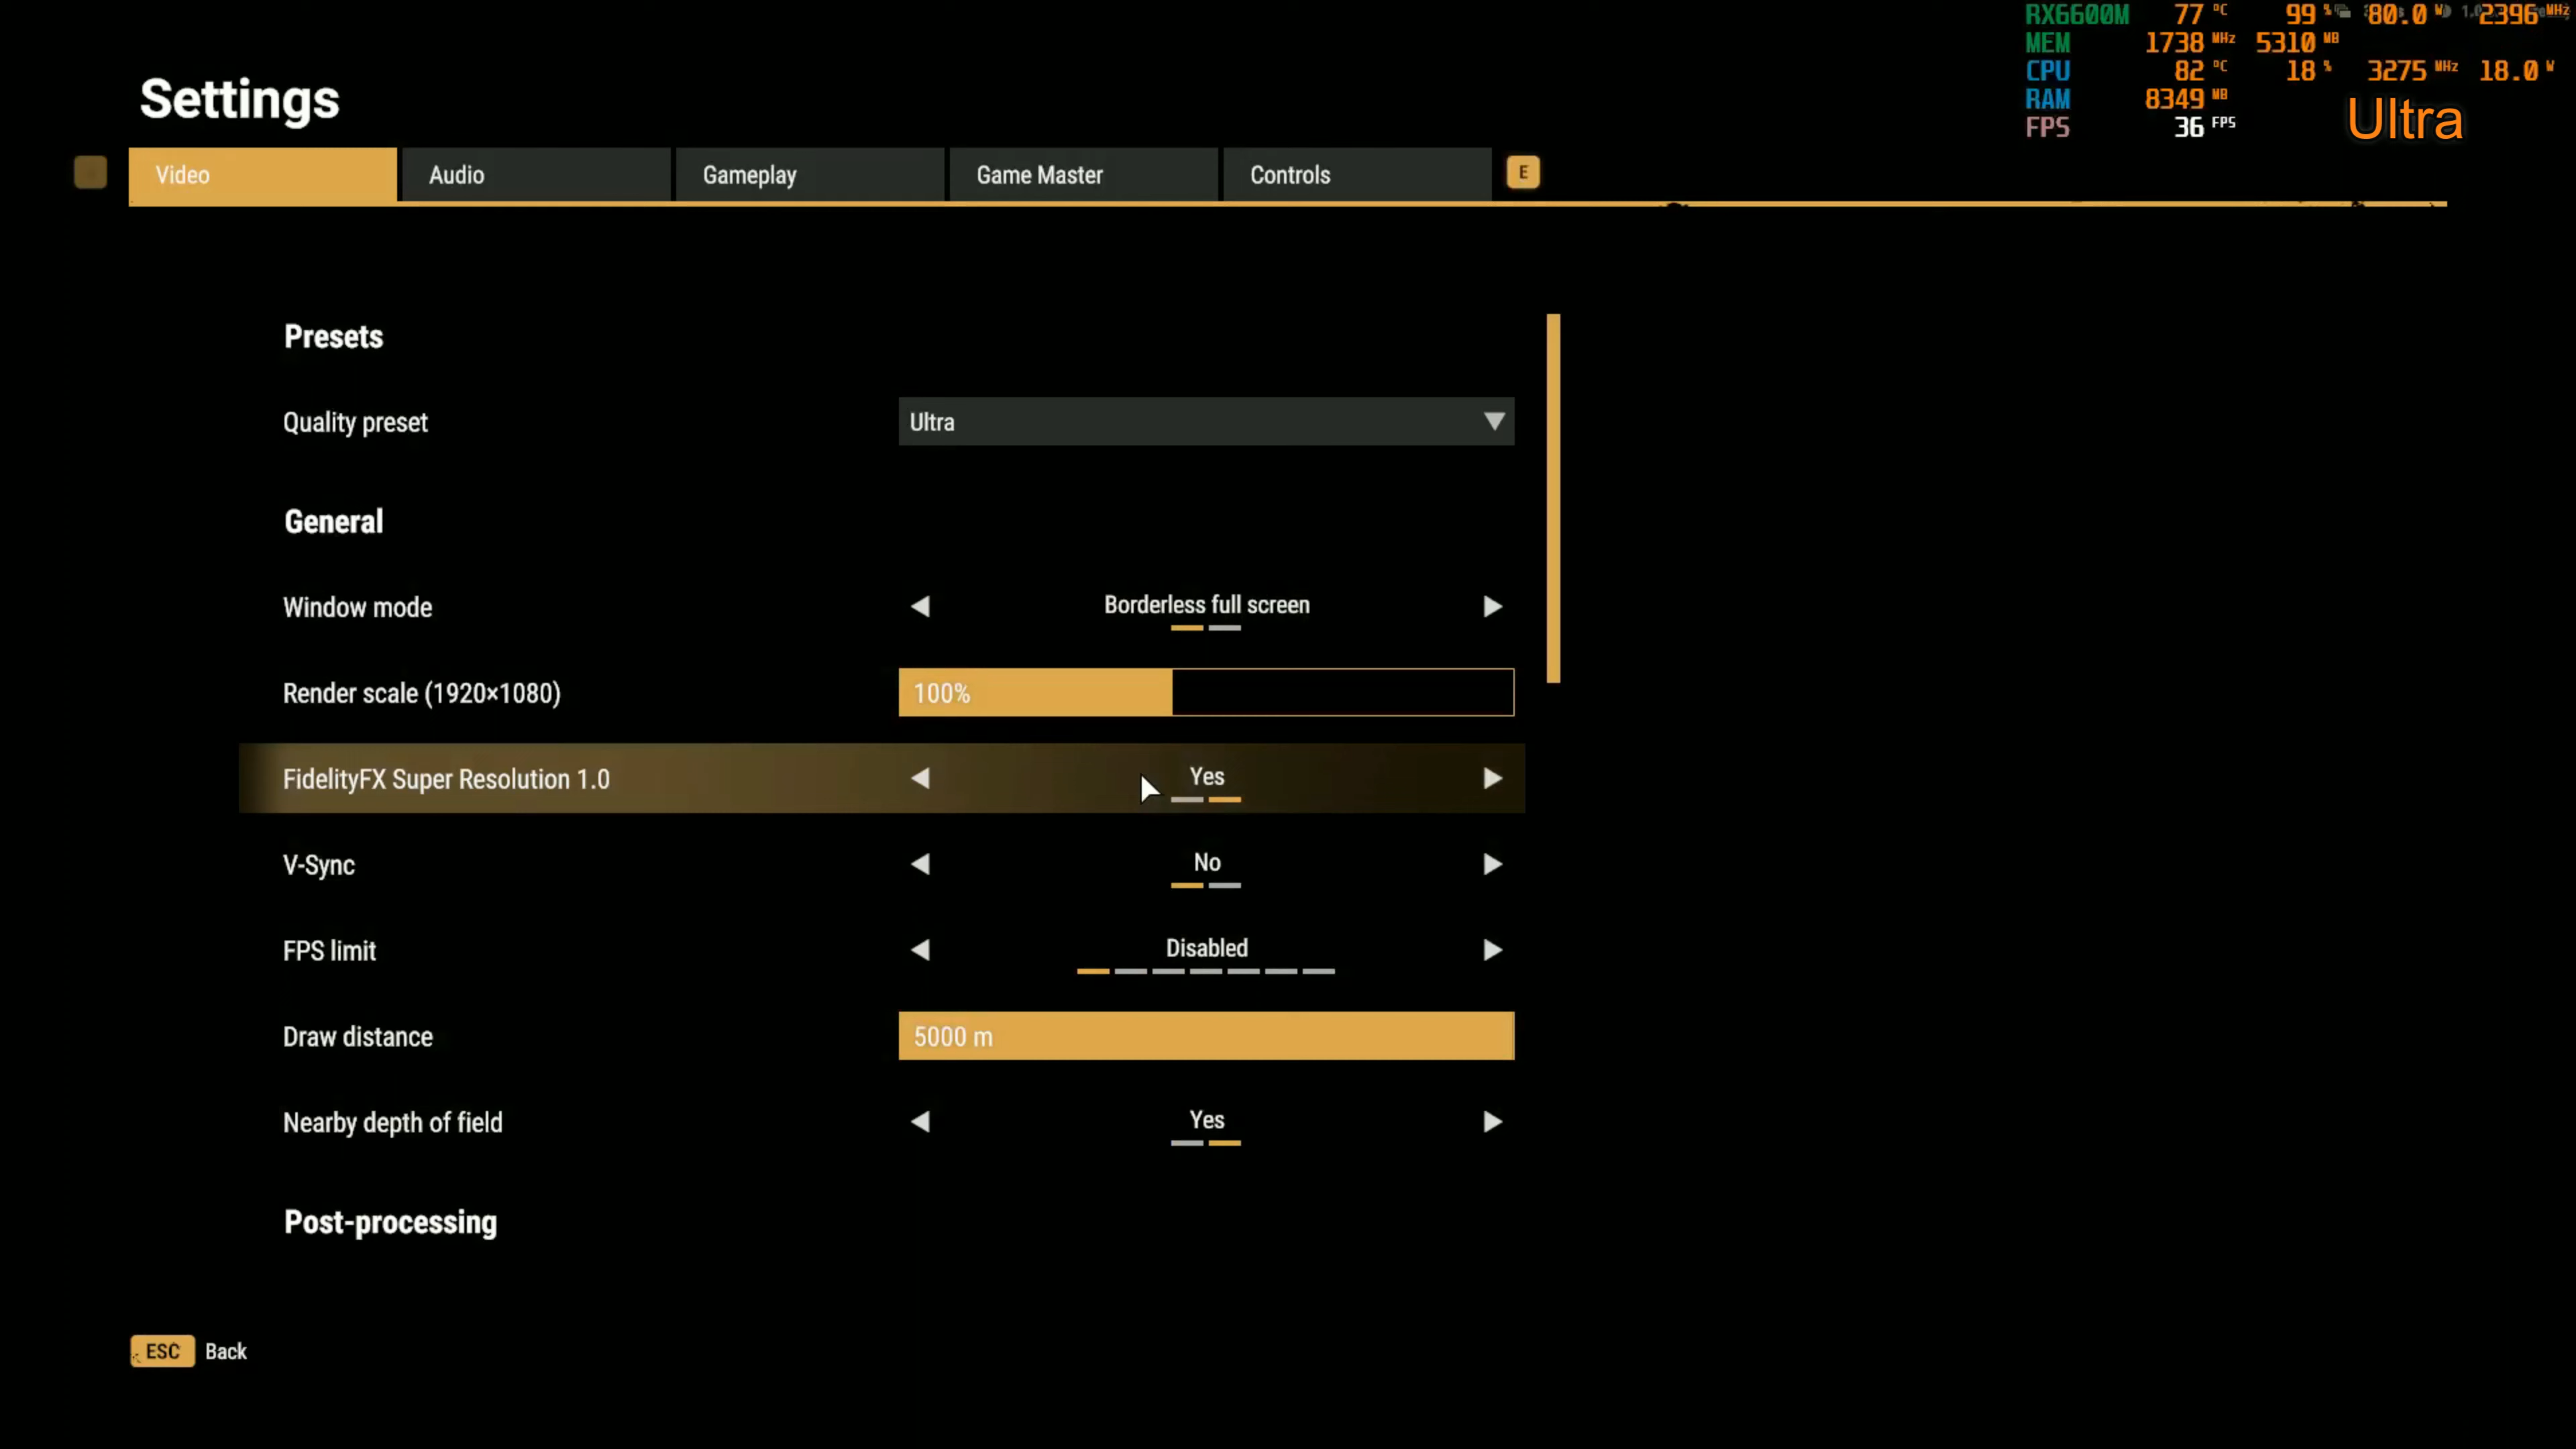 RX6600M 77 °C 99 % 80.0 W 2396 MHz
MEM 1738 MHz 5310 MB
CPU 82 °C 18 % 3275 MHz 18.0 W
RAM 8349 MB
FPS 36 FPS
Ultra
Settings
Video Audio Gameplay Game Master Controls E
Presets
Quality preset Ultra
General
Window mode Borderless full screen
Render scale (1920×1080) 100%
FidelityFX Super Resolution 1.0 Yes
V-Sync No
FPS limit Disabled
Draw distance 5000 m
Nearby depth of field Yes
Post-processing
ESC Back